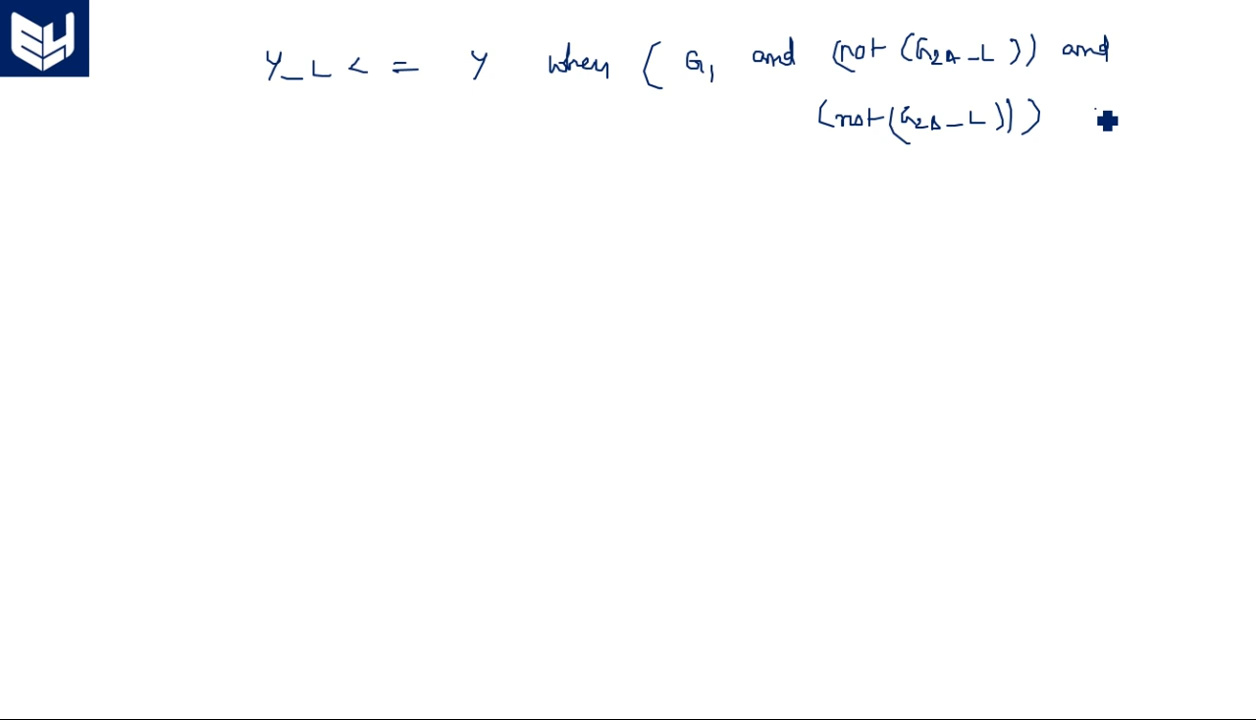 Y_L <= Y when ( G1 and (not (G2A_L)) and
(not(G2B_L)))